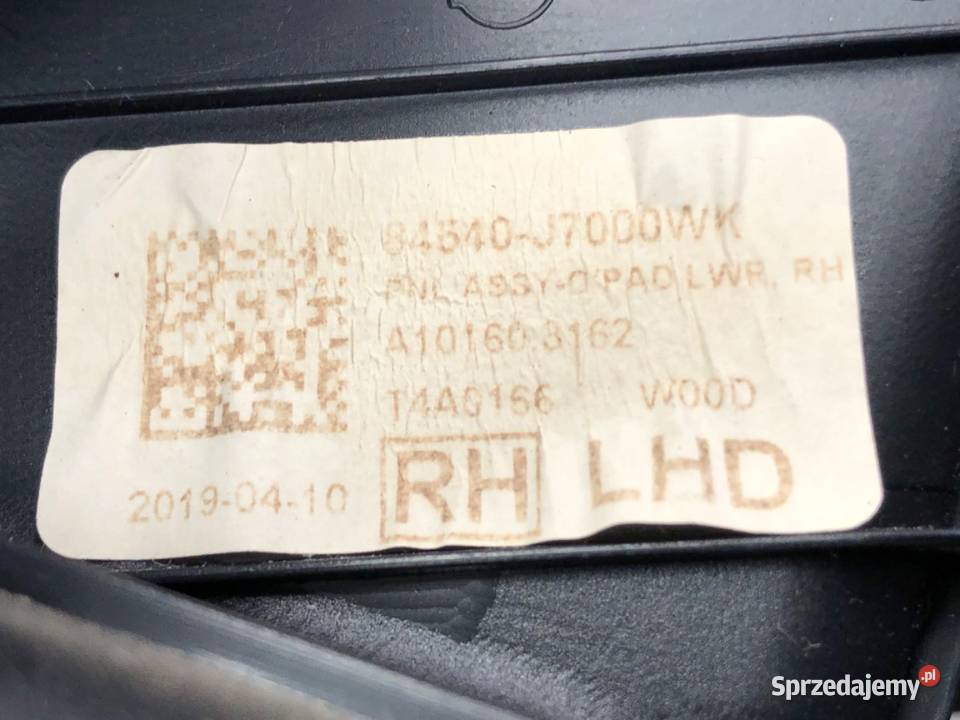 84540-J7000WK
PNL ASSY-C/PAD LWR, RH
A10160 3162
T4A0166 WOOD
2019-04-10 RH LHD
Sprzedajemy.pl